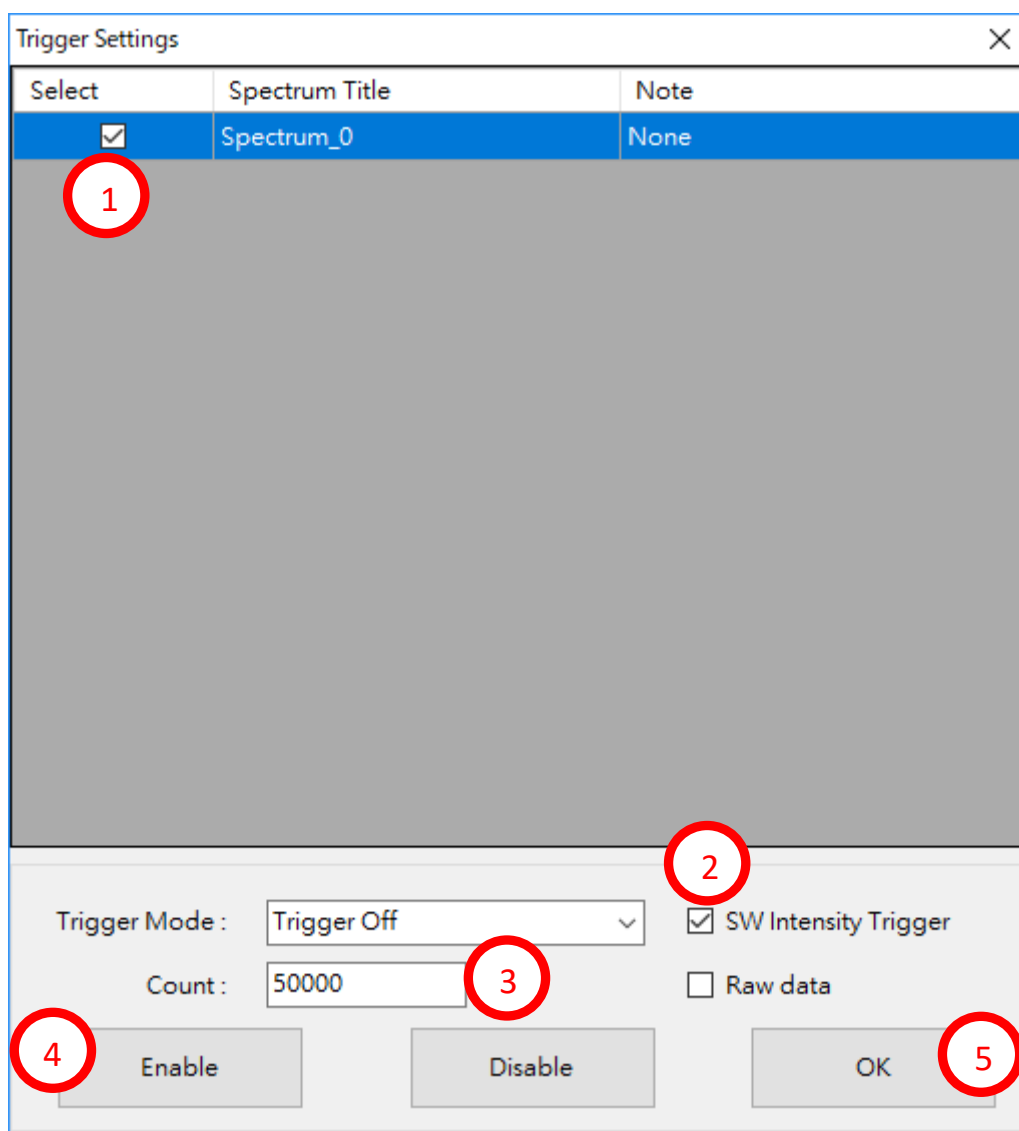 Trigger Settings
Select Spectrum Title Note
Spectrum_0 None
1
2
Trigger Mode : Trigger Off SW Intensity Trigger
Count : 50000 3 Raw data
4 Enable Disable OK 5